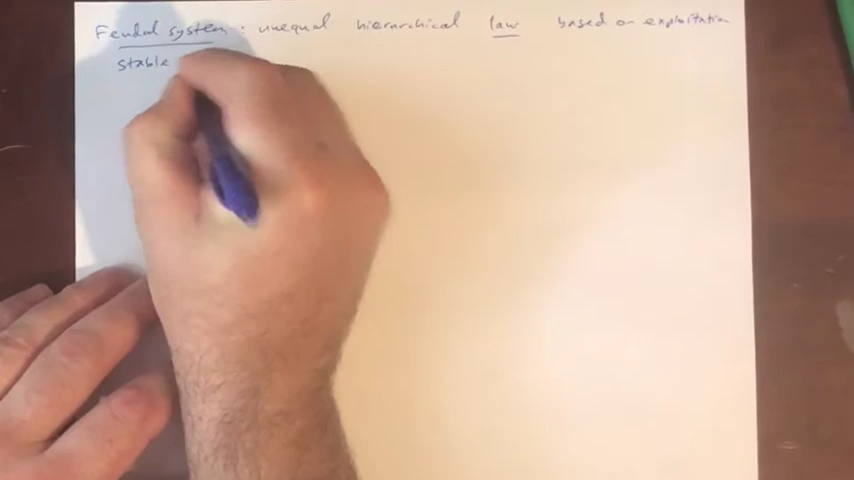 Feudal system: unequal hierarchical law based on exploitation
stable